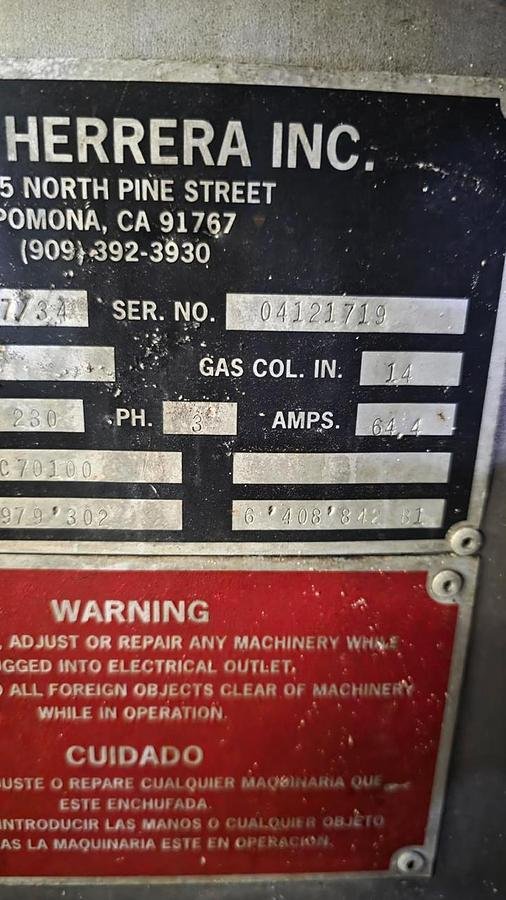 HERRERA INC.
5 NORTH PINE STREET
POMONA, CA 91767
(909) 392-3930
7/34 SER. NO. 04121719
GAS COL. IN. 14
230 PH. 3 AMPS. 64.4
C70100
979'302 6'408'842 B1
WARNING
ADJUST OR REPAIR ANY MACHINERY WHILE
UGGED INTO ELECTRICAL OUTLET.
ALL FOREIGN OBJECTS CLEAR OF MACHINERY
WHILE IN OPERATION.
CUIDADO
JUSTE O REPARE CUALQUIER MAQUINARIA QUE
ESTE ENCHUFADA.
INTRODUCIR LAS MANOS O CUALQUIER OBJETO
AS LA MAQUINARIA ESTE EN OPERACION.